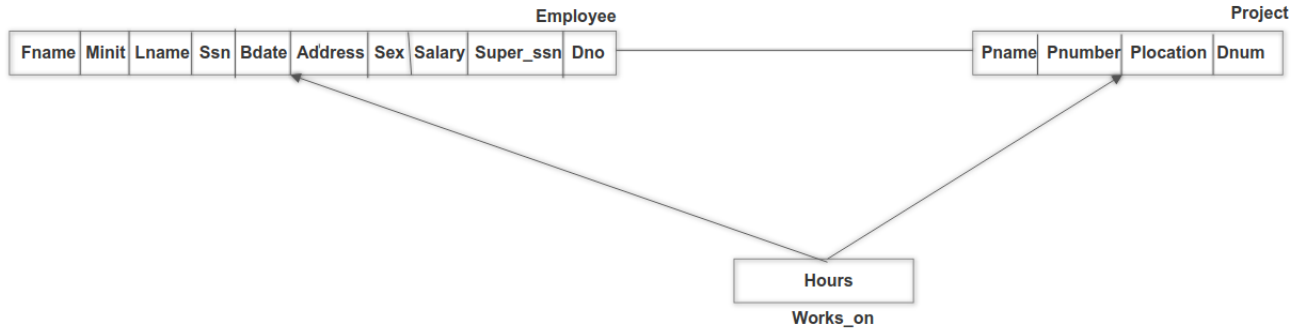 Employee
Project
Fname Minit Lname Ssn Bdate Address Sex Salary Super_ssn Dno
Pname Pnumber Plocation Dnum
Hours
Works_on